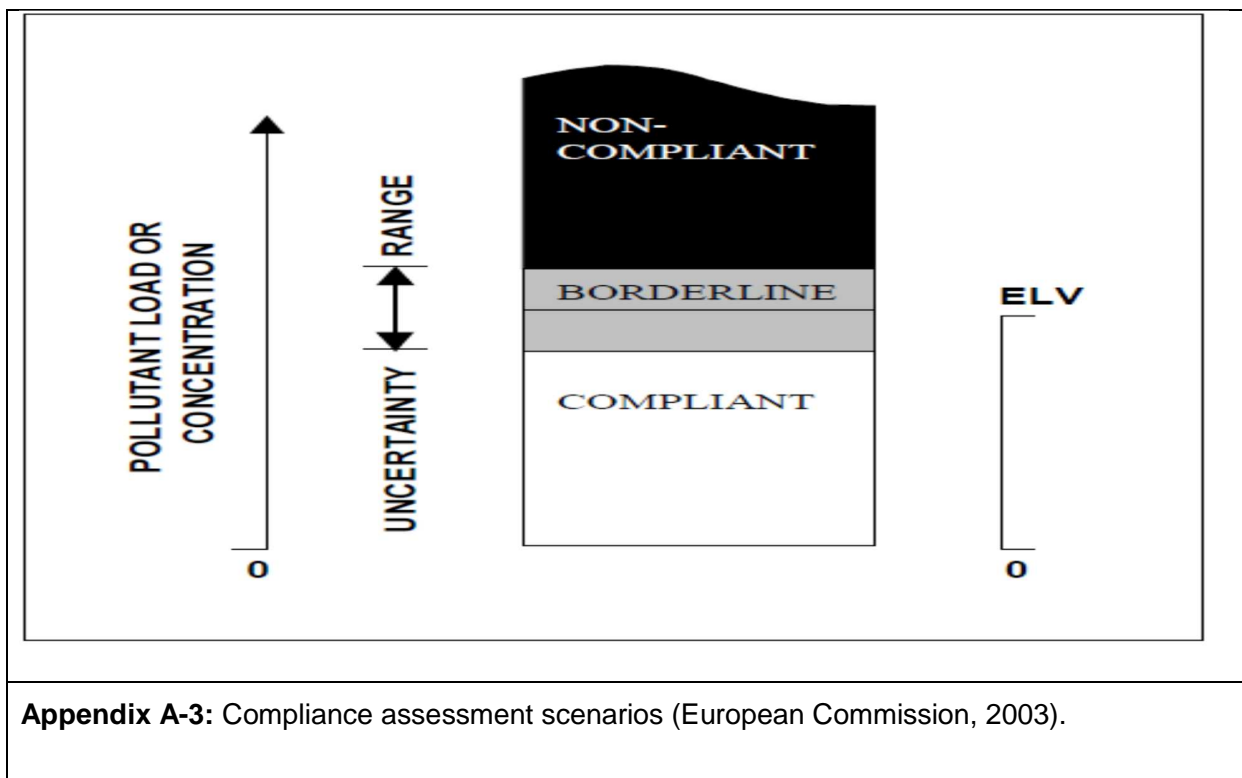 POLLUTANT LOAD OR
CONCENTRATION
0
UNCERTAINTY RANGE
NON-
COMPLIANT
BORDERLINE
COMPLIANT
ELV
0
Appendix A-3: Compliance assessment scenarios (European Commission, 2003).